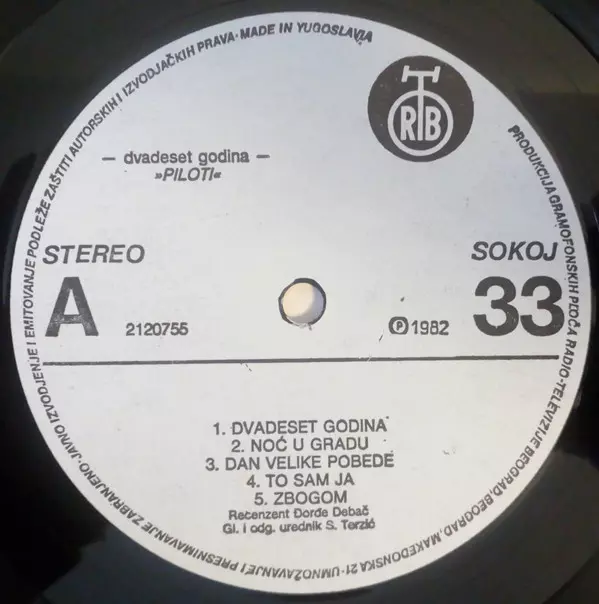 PRODUKCIJA GRAMOFONSKIH PLOČA RADIO-TELEVIZIJE BEOGRAD, BEOGRAD, MAKEDONSKA 21-UMNOŽAVANJE I PRESNIMAVANJE ZABRANJENO-JAVNO IZVODJENJE I EMITOVANJE PODLEŽE ZAŠTITI AUTORSKIH I IZVODJAČKIH PRAVA-MADE IN YUGOSLAVIA
RTB
- dvadeset godina -
»PILOTI«
STEREO
SOKOJ
A
2120755
℗ 1982
33
1. DVADESET GODINA
2. NOĆ U GRADU
3. DAN VELIKE POBEDE
4. TO SAM JA
5. ZBOGOM
Recenzent Đorđe Debač
Gl. i odg. urednik S. Terzić